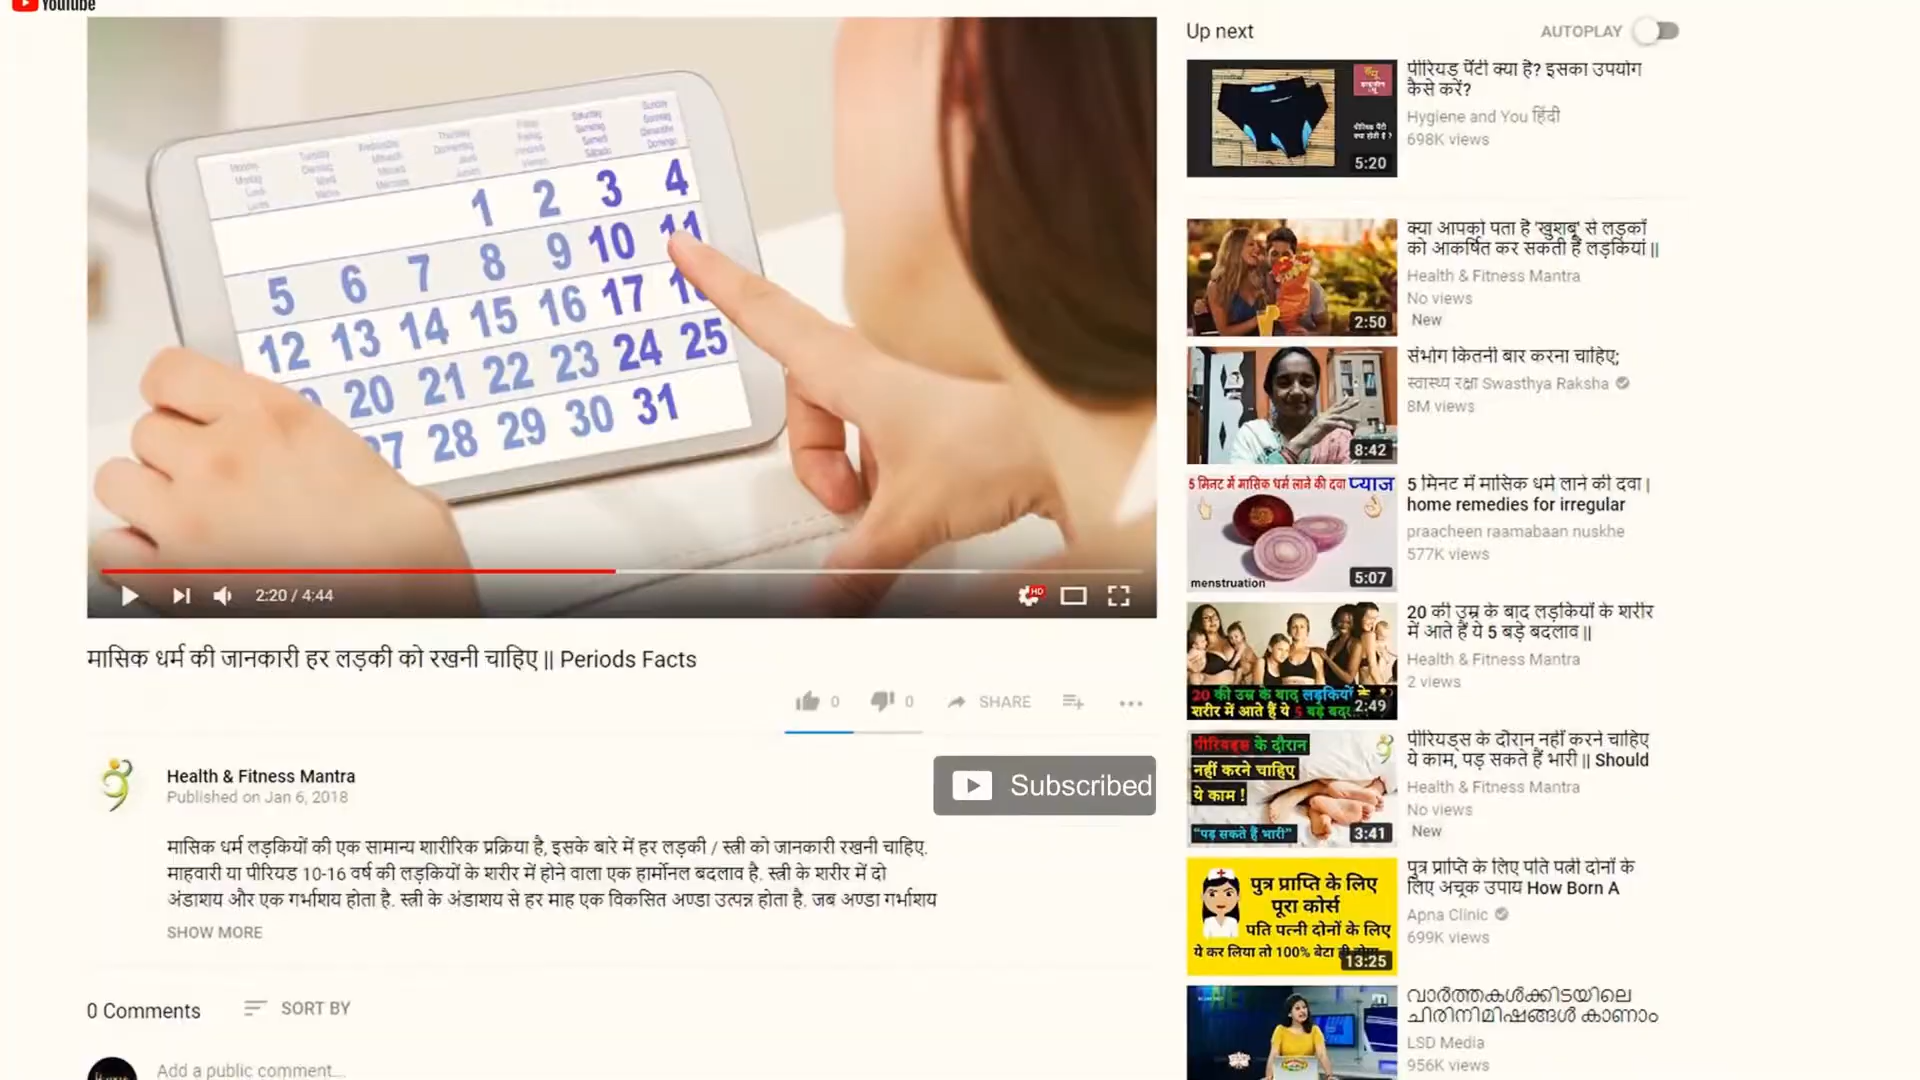 YouTube
1 2 3 4
5 6 7 8 9 10 11
12 13 14 15 16 17
20 21 22 23 24 25
28 29 30 31
2:20 / 4:44
HD
मासिक धर्म की जानकारी हर लड़की को रखनी चाहिए || Periods Facts
0
0
SHARE
Health & Fitness Mantra
Published on Jan 6, 2018
Subscribed
मासिक धर्म लड़कियों की एक सामान्य शारीरिक प्रक्रिया है, इसके बारे में हर लड़की / स्त्री को जानकारी रखनी चाहिए.
माहवारी या पीरियड 10-16 वर्ष की लड़कियों के शरीर में होने वाला एक हार्मोनल बदलाव है. स्त्री के शरीर में दो
अंडाशय और एक गर्भाशय होता है. स्त्री के अंडाशय से हर माह एक विकसित अण्डा उत्पन्न होता है. जब अण्डा गर्भाशय
SHOW MORE
0 Comments
SORT BY
Add a public comment...
Up next
AUTOPLAY
5:20
पीरियड पैंटी क्या है? इसका उपयोग
कैसे करें?
Hygiene and You हिंदी
698K views
2:50
क्या आपको पता है 'खुशबू' से लड़कों
को आकर्षित कर सकती हैं लड़कियां ||
Health & Fitness Mantra
No views
New
8:42
संभोग कितनी बार करना चाहिए;
स्वास्थ्य रक्षा Swasthya Raksha
8M views
5 मिनट में मासिक धर्म लाने की दवा प्याज
menstruation
5:07
5 मिनट में मासिक धर्म लाने की दवा |
home remedies for irregular
praacheen raamabaan nuskhe
577K views
20 की उम्र के बाद लड़कियों के
शरीर में आते हैं ये 5 बड़े
2:49
20 की उम्र के बाद लड़कियों के शरीर
में आते हैं ये 5 बड़े बदलाव ||
Health & Fitness Mantra
2 views
पीरियड्स के दौरान
नहीं करने चाहिए
ये काम !
"पड़ सकते हैं भारी"
3:41
पीरियड्स के दौरान नहीं करने चाहिए
ये काम, पड़ सकते हैं भारी || Should
Health & Fitness Mantra
No views
New
पुत्र प्राप्ति के लिए
पूरा कोर्स
पति पत्नी दोनों के लिए
ये कर लिया तो 100% बेटा
13:25
पुत्र प्राप्ति के लिए पति पत्नी दोनों के
लिए अचूक उपाय How Born A
Apna Clinic
699K views
വാർത്തകൾക്കിടയിലെ
ചിരിനിമിഷങ്ങൾ കാണാം
LSD Media
956K views